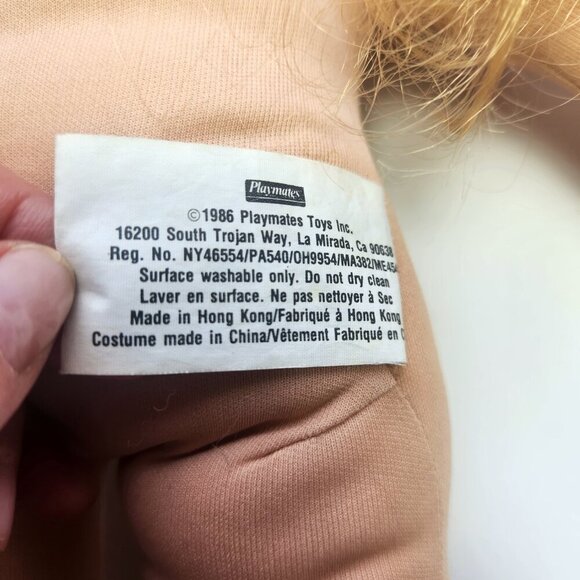 Playmates
©1986 Playmates Toys Inc.
16200 South Trojan Way, La Mirada, Ca 90638
Reg. No. NY46554/PA540/OH9954/MA382/ME454
Surface washable only. Do not dry clean
Laver en surface. Ne pas nettoyer à Sec
Made in Hong Kong/Fabriqué à Hong Kong
Costume made in China/Vêtement Fabriqué en C